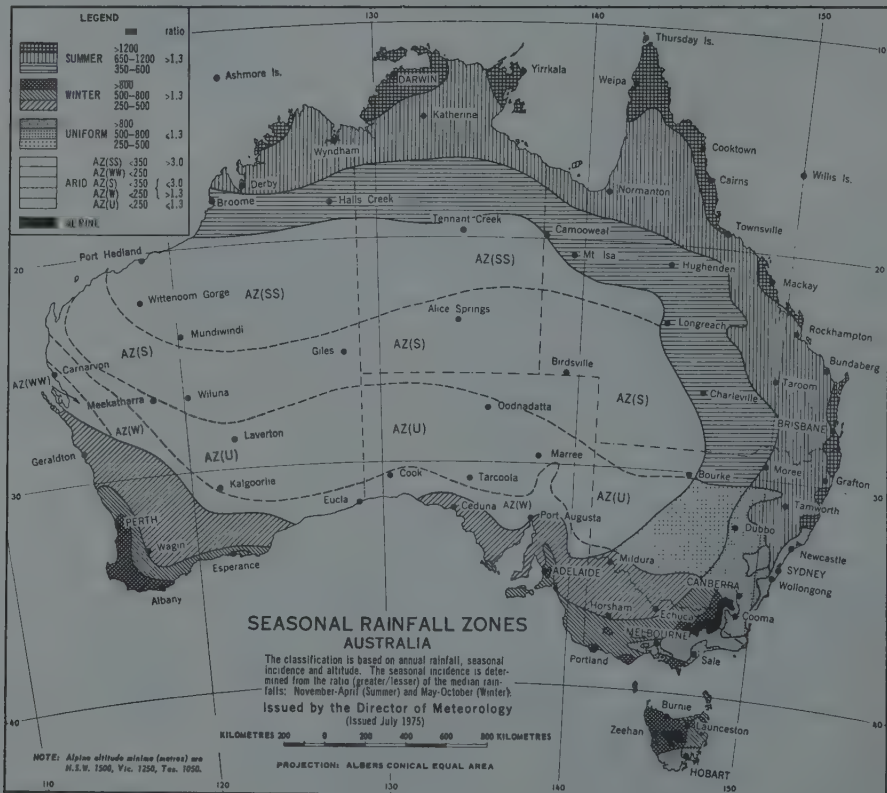 130
140
150
LEGEND
ratio
SUMMER
>1200
650-1200 >1.3
350-600
WINTER
>800
500-800 >1.3
250-500
UNIFORM
>800
500-800 <1.3
250-500
ARID
AZ(SS) <350 >3.0
AZ(WW) <250
AZ(S) <350 { <3.0
AZ(W) <250 { >1.3
AZ(U) <250 <1.3
Thursday Is.
Ashmore Is.
DARWIN
Yirrkala
Weipa
10
Katherine
Wyndham
Cooktown
Willis Is.
Cairns
Derby
Normanton
Broome
Halls Creek
Tennant Creek
Camooweal
Townsville
Mt Isa
Port Hedland
20
AZ(SS)
Hughenden
20
Mackay
Wittenoom Gorge
AZ(SS)
Alice Springs
Longreach
Rockhampton
Mundiwindi
AZ(S)
Giles
AZ(S)
Bundaberg
Carnarvon
Birdsville
Taroom
AZ(WW)
Meekatharra
Wiluna
AZ(S)
Charleville
Oodnadatta
BRISBANE
AZ(W)
Laverton
AZ(U)
AZ(U)
Geraldton
Marree
Moree
Kalgoorlie
Cook
Tarcoola
Bourke
Grafton
30
Eucla
AZ(W)
AZ(U)
30
Ceduna
Port Augusta
Tamworth
PERTH
Dubbo
Wagin
Mildura
Newcastle
Esperance
ADELAIDE
CANBERRA
SYDNEY
Wollongong
Albany
Horsham
Echuca
Cooma
MELBOURNE
Portland
Sale
SEASONAL RAINFALL ZONES
AUSTRALIA
The classification is based on annual rainfall, seasonal
incidence and altitude. The seasonal incidence is deter-
mined from the ratio (greater/lesser) of the median rain-
falls: November-April (Summer) and May-October (Winter).
Issued by the Director of Meteorology
(Issued July 1975)
KILOMETRES 200 0 200 400 600 800 KILOMETRES
PROJECTION: ALBERS CONICAL EQUAL AREA
Burnie
Zeehan
Launceston
HOBART
40
40
NOTE: Alpine altitude minima (metres) are
N.S.W. 1500, Vic. 1250, Tas. 1050.
110
120
130
140
150